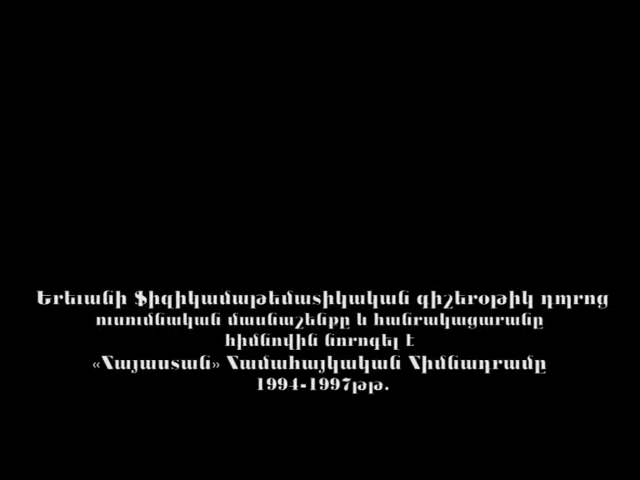 Երեւանի Ֆիզիկամաթեմատիկական գիշերօթիկ դպրոց
ուսումնական մասնաշենքը և հանրակացարանը
հիմնովին նորոգել է
«Հայաստան» Համահայկական Հիմնադրամը
1994-1997թթ.